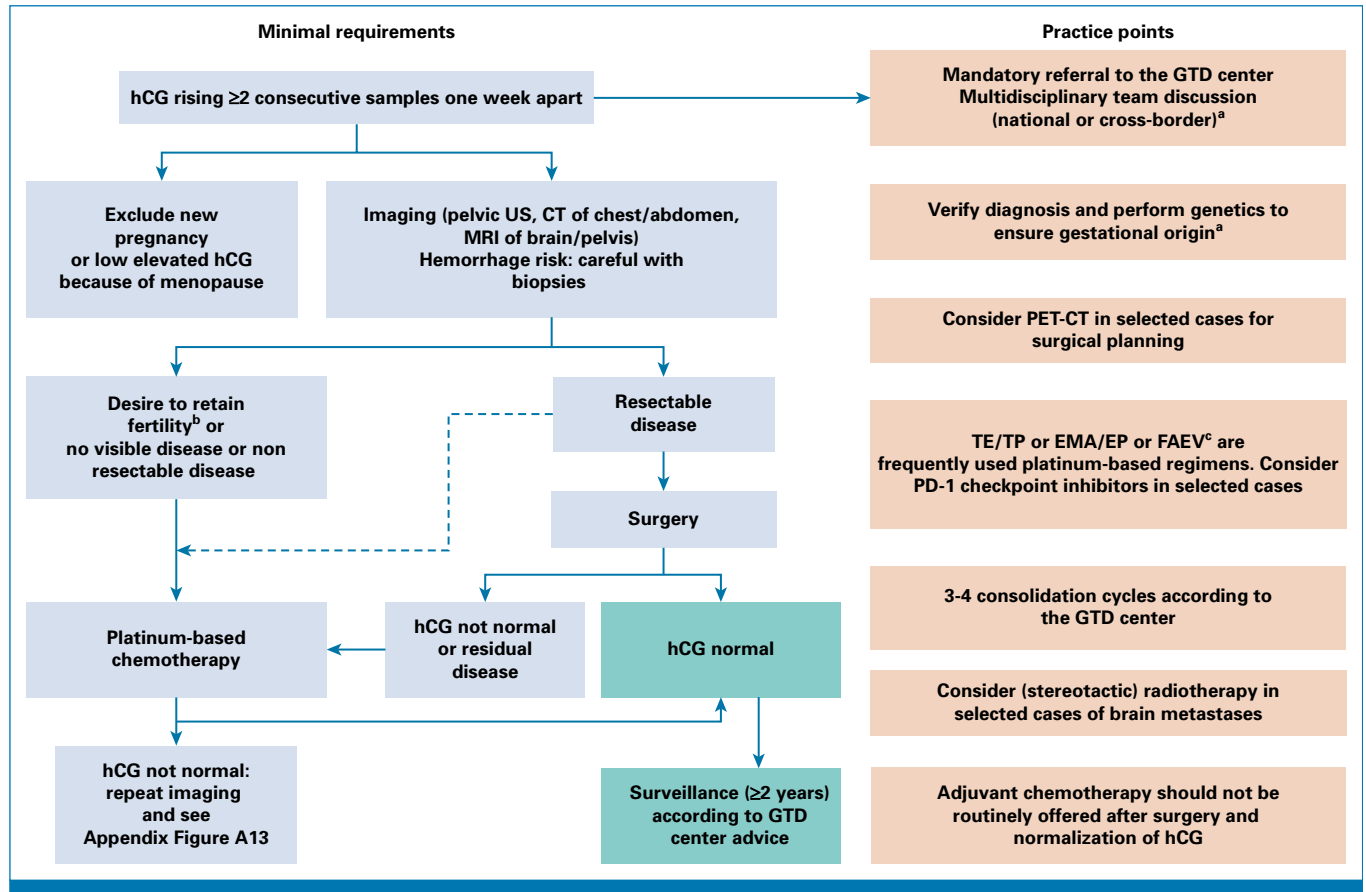 Minimal requirements
hCG rising ≥2 consecutive samples one week apart
Exclude new
pregnancy
or low elevated hCG
because of menopause
Imaging (pelvic US, CT of chest/abdomen,
MRI of brain/pelvis)
Hemorrhage risk: careful with
biopsies
Desire to retain
fertilityᵇ or
no visible disease or non
resectable disease
Resectable
disease
Surgery
Platinum-based
chemotherapy
hCG not normal
or residual
disease
hCG normal
hCG not normal:
repeat imaging
and see
Appendix Figure A13
Surveillance (≥2 years)
according to GTD
center advice
Practice points
Mandatory referral to the GTD center
Multidisciplinary team discussion
(national or cross-border)ᵃ
Verify diagnosis and perform genetics to
ensure gestational originᵃ
Consider PET-CT in selected cases for
surgical planning
TE/TP or EMA/EP or FAEVᶜ are
frequently used platinum-based regimens. Consider
PD-1 checkpoint inhibitors in selected cases
3-4 consolidation cycles according to
the GTD center
Consider (stereotactic) radiotherapy in
selected cases of brain metastases
Adjuvant chemotherapy should not be
routinely offered after surgery and
normalization of hCG